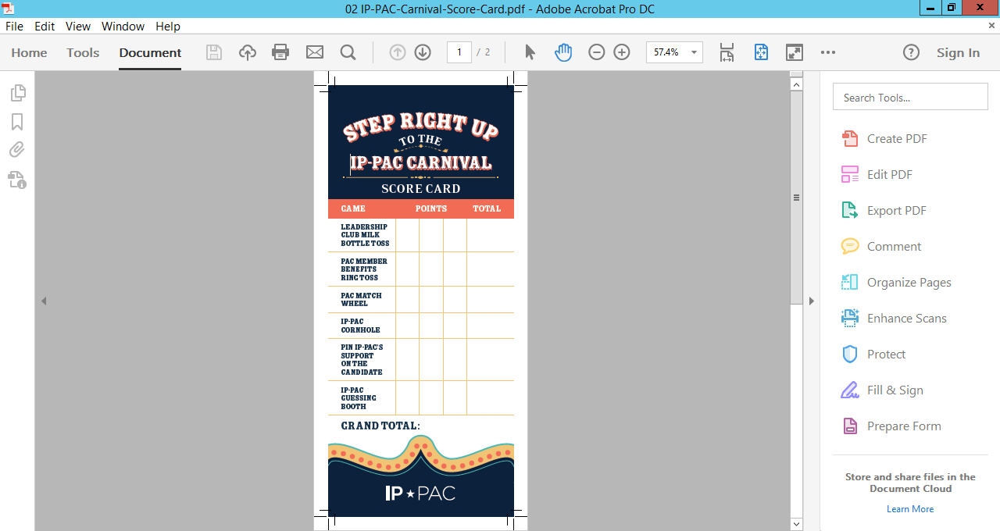 02 IP-PAC-Carnival-Score-Card.pdf - Adobe Acrobat Pro DC
File Edit View Window Help
Home Tools Document 1 / 2 57.4% Sign In
STEP RIGHT UP
TO THE
IP-PAC CARNIVAL
SCORE CARD
GAME POINTS TOTAL
LEADERSHIP
CLUB MILK
BOTTLE TOSS
PAC MEMBER
BENEFITS
RING TOSS
PAC MATCH
WHEEL
IP-PAC
CORNHOLE
PIN IP-PAC'S
SUPPORT
ON THE
CANDIDATE
IP-PAC
GUESSING
BOOTH
GRAND TOTAL:
IP★PAC
Search Tools...
Create PDF
Edit PDF
Export PDF
Comment
Organize Pages
Enhance Scans
Protect
Fill & Sign
Prepare Form
Store and share files in the
Document Cloud
Learn More